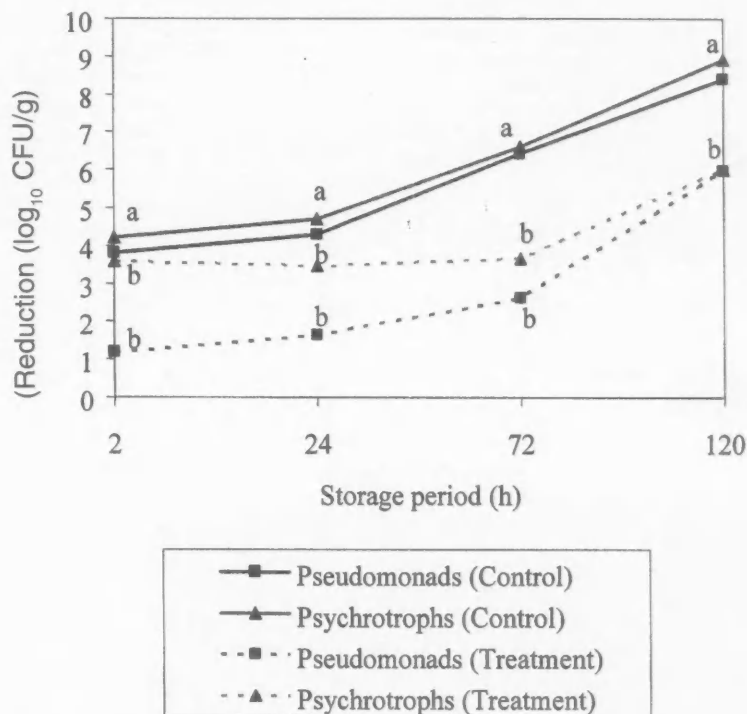 10
9
8
7
6
5
4
3
2
1
0
(Reduction (log10 CFU/g)
a
a
a
a
b
b
b
b
b
b
b
2
24
72
120
Storage period (h)
Pseudomonads (Control)
Psychrotrophs (Control)
Pseudomonads (Treatment)
Psychrotrophs (Treatment)